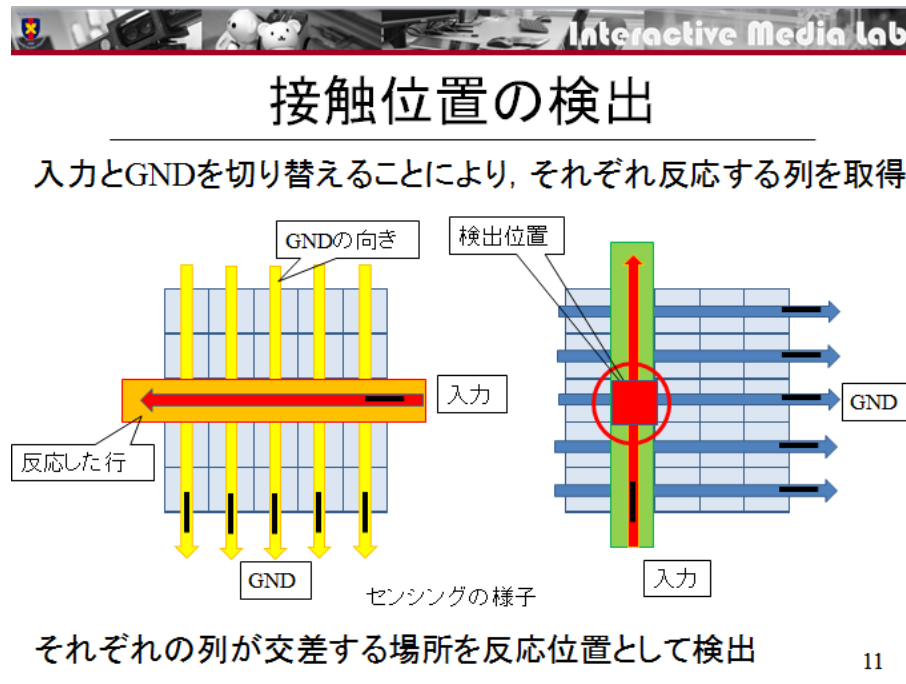 Interactive Media Lab
接触位置の検出
入力とGNDを切り替えることにより, それぞれ反応する列を取得
GNDの向き
検出位置
入力
GND
反応した行
GND
入力
センシングの様子
それぞれの列が交差する場所を反応位置として検出
11